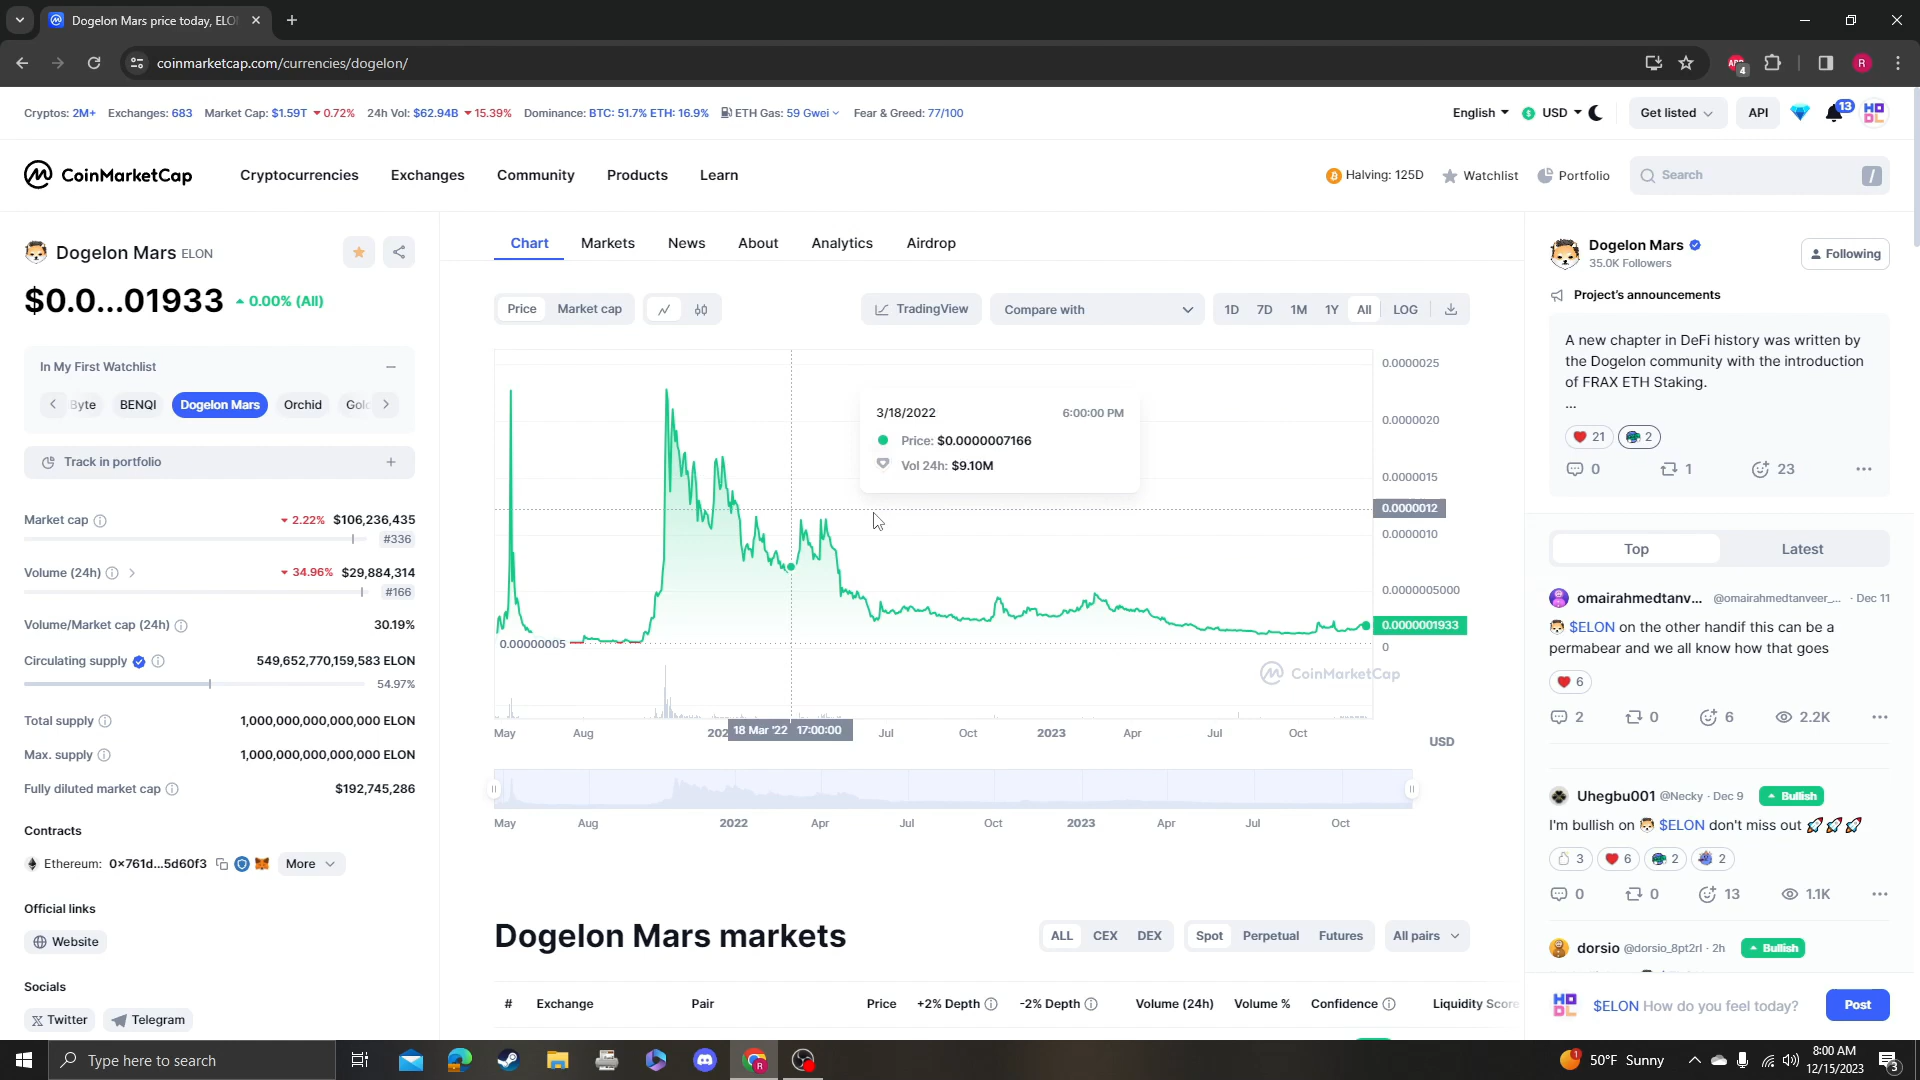 Dogelon Mars price today, ELO
coinmarketcap.com/currencies/dogelon/
4
R
Cryptos: 2M+ Exchanges: 683 Market Cap: $1.59T 0.72% 24h Vol: $62.94B 15.39% Dominance: BTC: 51.7% ETH: 16.9% ETH Gas: 59 Gwei Fear & Greed: 77/100
English USD Get listed API 13
CoinMarketCap
Cryptocurrencies Exchanges Community Products Learn
Halving: 125D Watchlist Portfolio Search /
Dogelon Mars ELON
$0.0...01933 0.00% (All)
In My First Watchlist
Byte BENQI Dogelon Mars Orchid
Track in portfolio +
Market cap 2.22% $106,236,435
#336
Volume (24h) 34.96% $29,884,314
#166
Volume/Market cap (24h) 30.19%
Circulating supply 549,652,770,159,583 ELON
54.97%
Total supply 1,000,000,000,000,000 ELON
Max. supply 1,000,000,000,000,000 ELON
Fully diluted market cap $192,745,286
Contracts
Ethereum: 0x761d...5d60f3 More
Official links
Website
Socials
Twitter Telegram
Chart Markets News About Analytics Airdrop
Price Market cap TradingView Compare with 1D 7D 1M 1Y All LOG
0.0000025
0.0000020
0.0000015
0.0000012
0.0000010
0.0000005000
0.0000001933
0
3/18/2022 6:00:00 PM
Price: $0.0000007166
Vol 24h: $9.10M
0.00000005
CoinMarketCap
18 Mar '22 17:00:00
May Aug 202 Jul Oct 2023 Apr Jul Oct
USD
May Aug 2022 Apr Jul Oct 2023 Apr Jul Oct
Dogelon Mars markets
ALL CEX DEX Spot Perpetual Futures All pairs
# Exchange Pair Price +2% Depth -2% Depth Volume (24h) Volume % Confidence Liquidity Score
Dogelon Mars
35.0K Followers
Following
Project's announcements
A new chapter in DeFi history was written by
the Dogelon community with the introduction
of FRAX ETH Staking.
...
21 2
0 1 23
Top Latest
omairahmedtanv... @omairahmedtanveer_... · Dec 11
$ELON on the other handif this can be a
permabear and we all know how that goes
6
2 0 6 2.2K
Uhegbu001 @Necky · Dec 9 Bullish
I'm bullish on $ELON don't miss out
3 6 2 2
0 0 13 1.1K
dorsio @dorsio_8pt2rl · 2h Bullish
HODL $ELON How do you feel today? Post
Type here to search
50°F Sunny
8:00 AM
12/15/2023
3